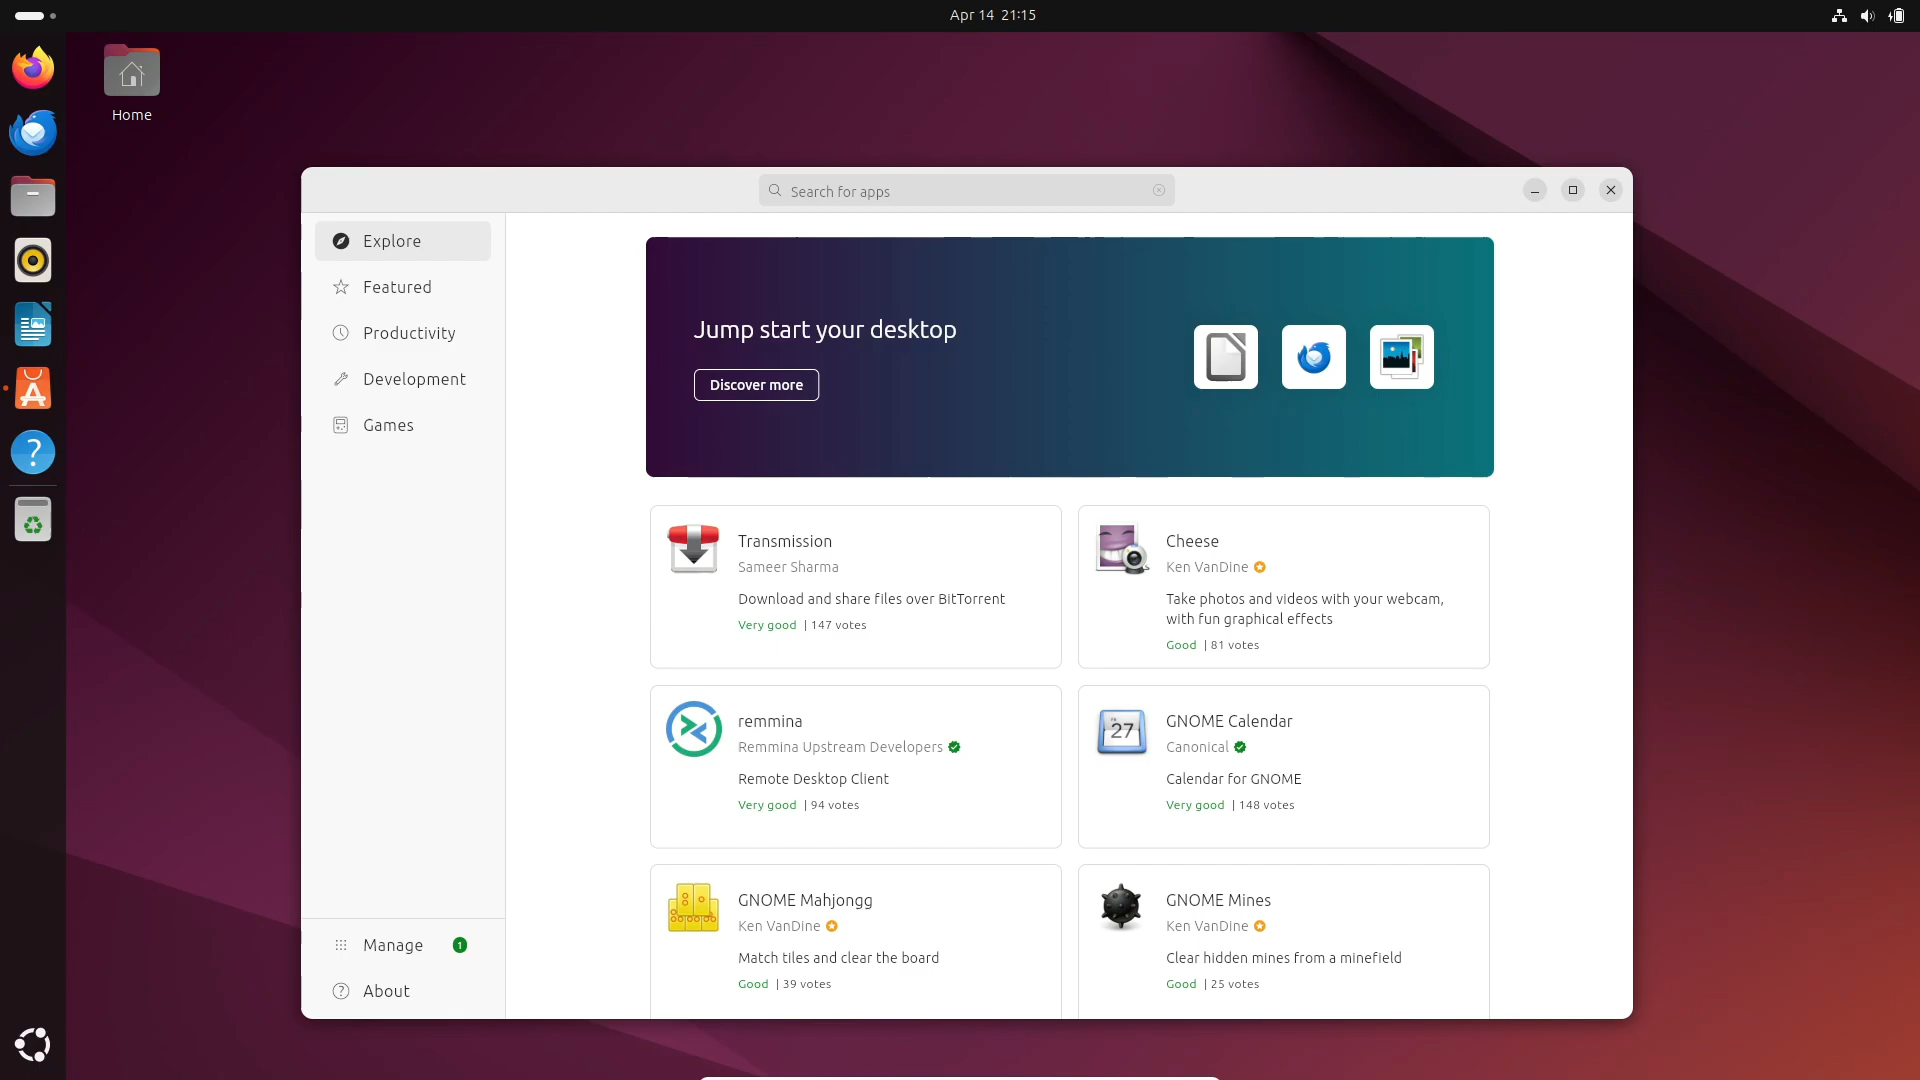 Apr 14 21:15
Home
Search for apps
Explore
Featured
Productivity
Development
Games
Manage 1
About
Jump start your desktop
Discover more
Transmission
Sameer Sharma
Download and share files over BitTorrent
Very good | 147 votes
Cheese
Ken VanDine
Take photos and videos with your webcam,
with fun graphical effects
Good | 81 votes
remmina
Remmina Upstream Developers
Remote Desktop Client
Very good | 94 votes
27
GNOME Calendar
Canonical
Calendar for GNOME
Very good | 148 votes
GNOME Mahjongg
Ken VanDine
Match tiles and clear the board
Good | 39 votes
GNOME Mines
Ken VanDine
Clear hidden mines from a minefield
Good | 25 votes